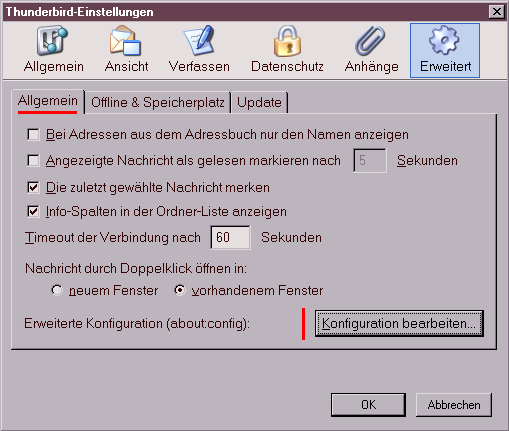 Thunderbird-Einstellungen
Allgemein Ansicht Verfassen Datenschutz Anhänge Erweitert
Allgemein Offline & Speicherplatz Update
Bei Adressen aus dem Adressbuch nur den Namen anzeigen
Angezeigte Nachricht als gelesen markieren nach 5 Sekunden
Die zuletzt gewählte Nachricht merken
Info-Spalten in der Ordner-Liste anzeigen
Timeout der Verbindung nach 60 Sekunden
Nachricht durch Doppelklick öffnen in:
neuem Fenster vorhandenem Fenster
Erweiterte Konfiguration (about:config): Konfiguration bearbeiten...
OK Abbrechen